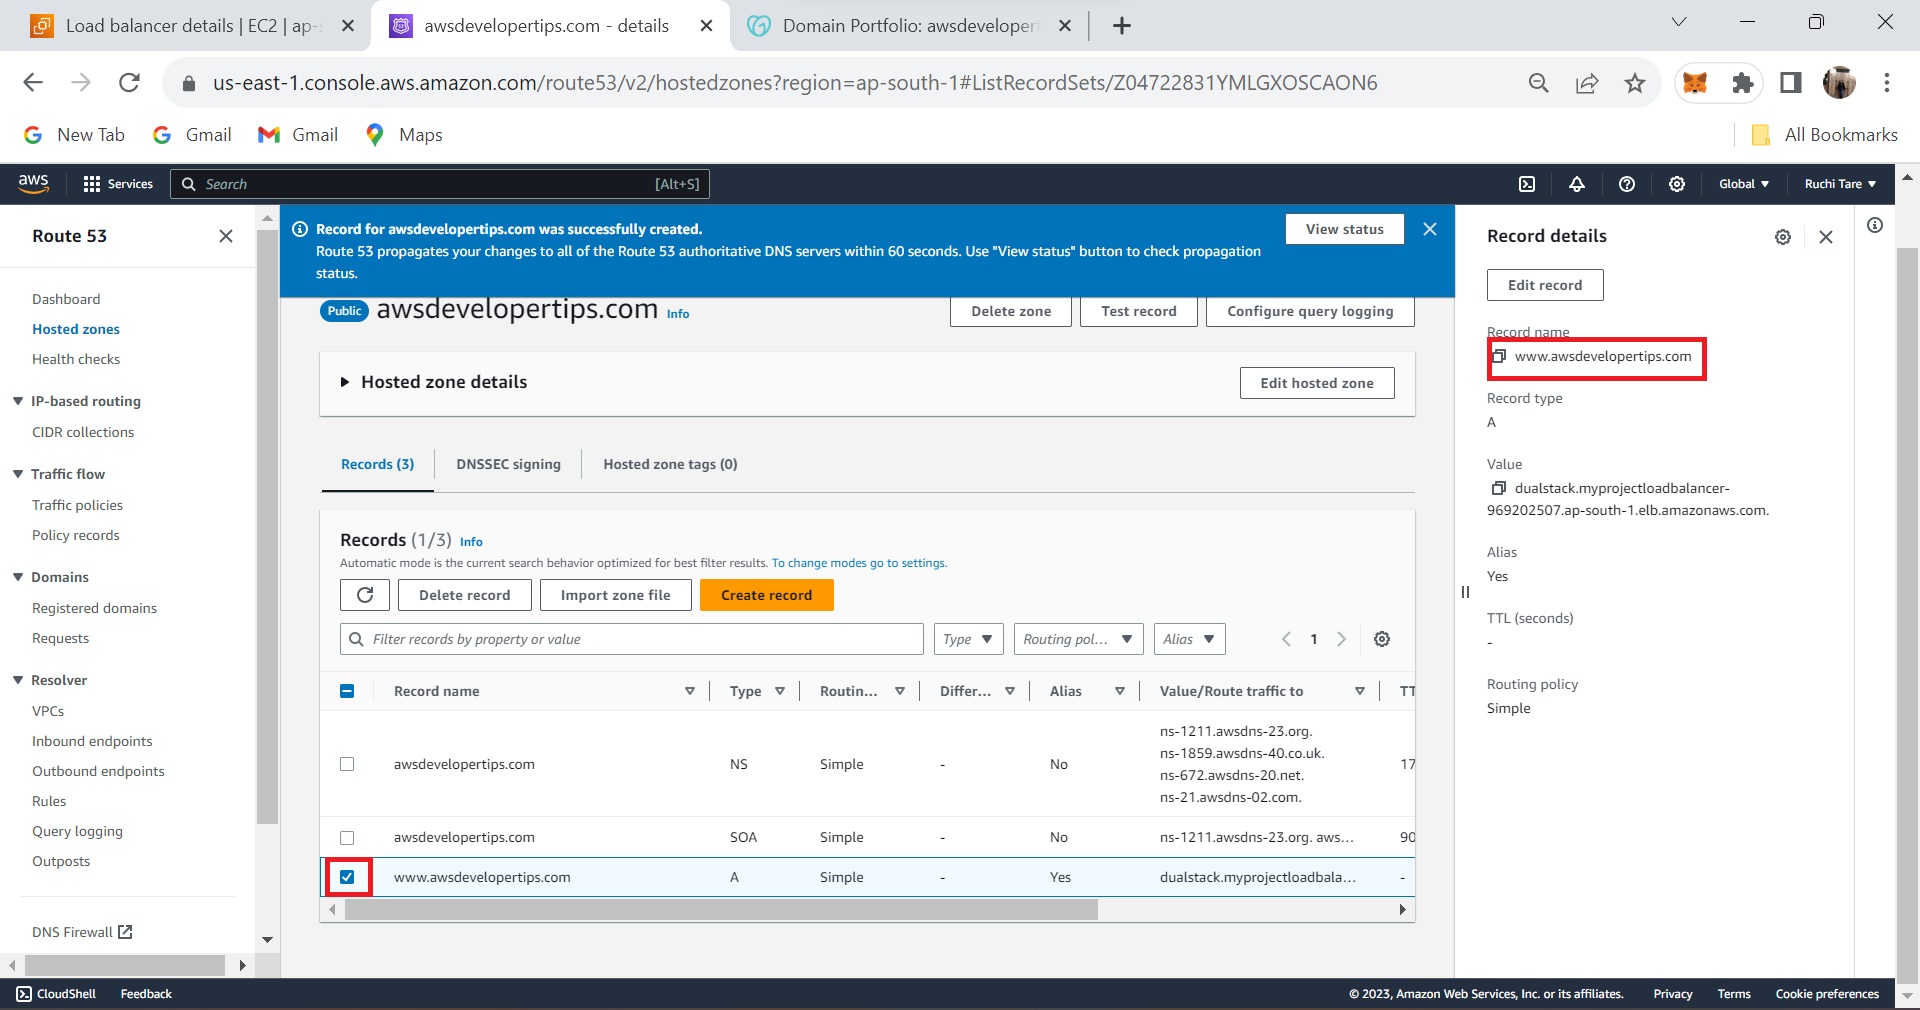 Load balancer details | EC2 | ap-s
awsdevelopertips.com - details
Domain Portfolio: awsdeveloper
us-east-1.console.aws.amazon.com/route53/v2/hostedzones?region=ap-south-1#ListRecordSets/Z04722831YMLGXOSCAON6
New Tab
Gmail
Gmail
Maps
All Bookmarks
aws
Services
Search
[Alt+S]
Global
Ruchi Tare
Route 53
Dashboard
Hosted zones
Health checks
IP-based routing
CIDR collections
Traffic flow
Traffic policies
Policy records
Domains
Registered domains
Requests
Resolver
VPCs
Inbound endpoints
Outbound endpoints
Rules
Query logging
Outposts
DNS Firewall
Record for awsdevelopertips.com was successfully created.
Route 53 propagates your changes to all of the Route 53 authoritative DNS servers within 60 seconds. Use "View status" button to check propagation
status.
View status
Public
awsdevelopertips.com
Info
Delete zone
Test record
Configure query logging
Hosted zone details
Edit hosted zone
Records (3)
DNSSEC signing
Hosted zone tags (0)
Records (1/3)
Info
Automatic mode is the current search behavior optimized for best filter results. To change modes go to settings.
Delete record
Import zone file
Create record
Filter records by property or value
Type
Routing pol...
Alias
1
Record name
Type
Routin...
Differ...
Alias
Value/Route traffic to
TT
awsdevelopertips.com
NS
Simple
-
No
ns-1211.awsdns-23.org.
ns-1859.awsdns-40.co.uk.
ns-672.awsdns-20.net.
ns-21.awsdns-02.com.
17
awsdevelopertips.com
SOA
Simple
-
No
ns-1211.awsdns-23.org. aws...
90
www.awsdevelopertips.com
A
Simple
-
Yes
dualstack.myprojectloadbala...
-
Record details
Edit record
Record name
www.awsdevelopertips.com
Record type
A
Value
dualstack.myprojectloadbalancer-
969202507.ap-south-1.elb.amazonaws.com.
Alias
Yes
TTL (seconds)
-
Routing policy
Simple
CloudShell
Feedback
© 2023, Amazon Web Services, Inc. or its affiliates.
Privacy
Terms
Cookie preferences